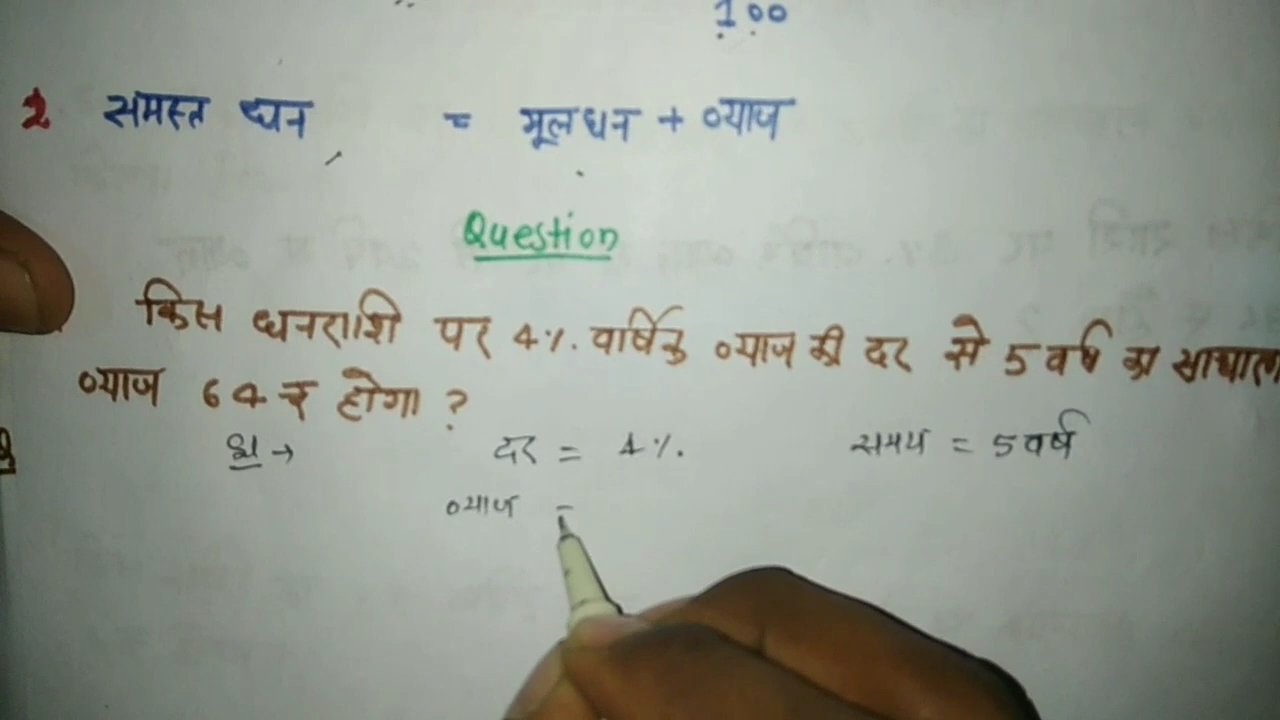 100
2 समस्त धन = मूलधन + ब्याज
Question
किस धनराशि पर 4%. वार्षिक ब्याज की दर से 5 वर्ष का साधारण
ब्याज 64 रु होगा ?
दर = 4%. समय = 5 वर्ष
ब्याज =